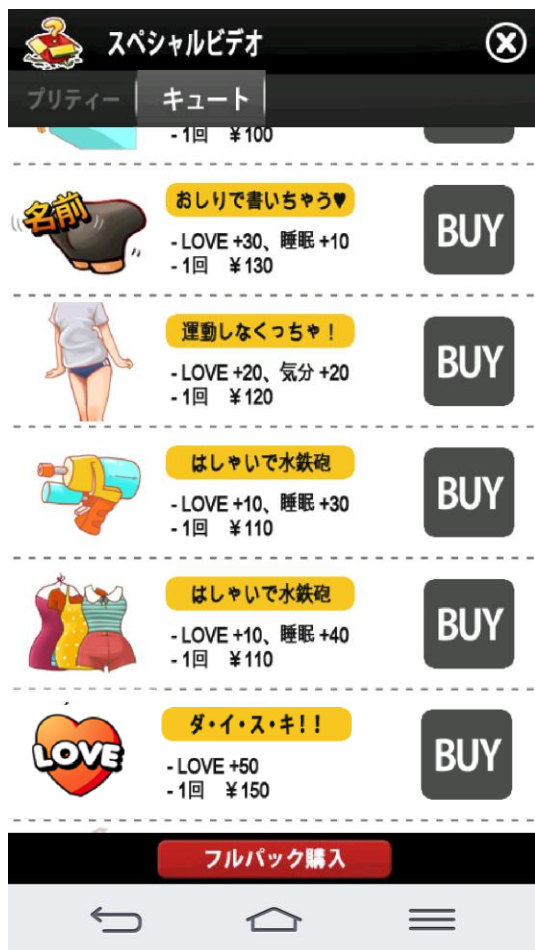 スペシャルビデオ
プリティー
キュート
- 1回 ¥100
名前
おしりで書いちゃう♥
- LOVE +30、睡眠 +10
- 1回 ¥130
BUY
運動しなくっちゃ！
- LOVE +20、気分 +20
- 1回 ¥120
BUY
はしゃいで水鉄砲
- LOVE +10、睡眠 +30
- 1回 ¥110
BUY
はしゃいで水鉄砲
- LOVE +10、睡眠 +40
- 1回 ¥110
BUY
LOVE
ダ・イ・ス・キ!!
- LOVE +50
- 1回 ¥150
BUY
フルパック購入